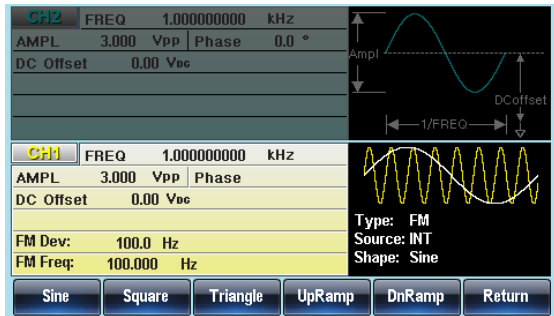 CH2 FREQ 1.000000000 kHz
AMPL 3.000 VPP Phase 0.0 °
DC Offset 0.00 VDC
Ampl
DCoffset
1/FREQ
CH1 FREQ 1.000000000 kHz
AMPL 3.000 VPP Phase
DC Offset 0.00 VDC
FM Dev: 100.0 Hz
FM Freq: 100.000 Hz
Type: FM
Source: INT
Shape: Sine
Sine Square Triangle UpRamp DnRamp Return